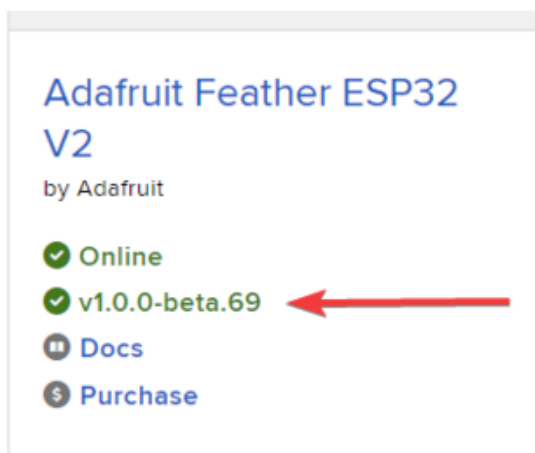 Adafruit Feather ESP32
V2
by Adafruit
Online
v1.0.0-beta.69
Docs
$ Purchase